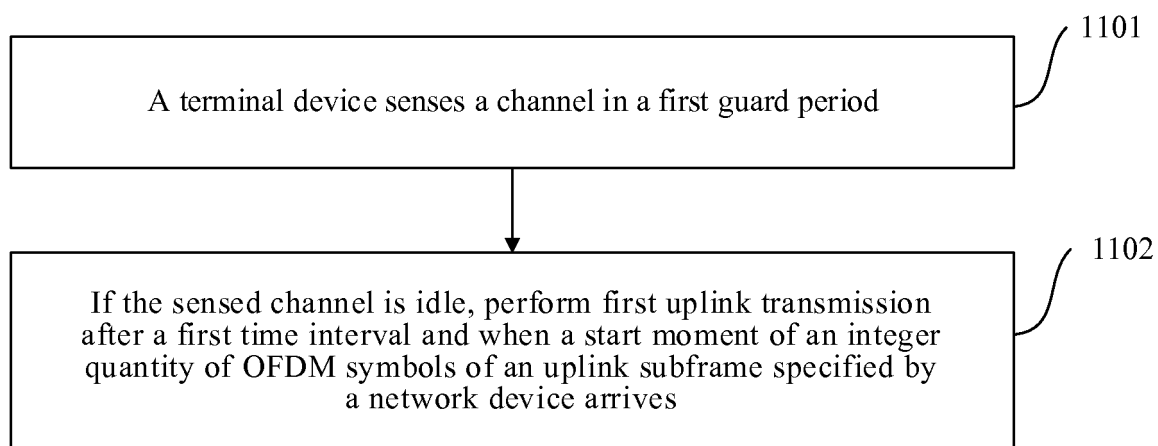 1101
A terminal device senses a channel in a first guard period
1102
If the sensed channel is idle, perform first uplink transmission
after a first time interval and when a start moment of an integer
quantity of OFDM symbols of an uplink subframe specified by
a network device arrives